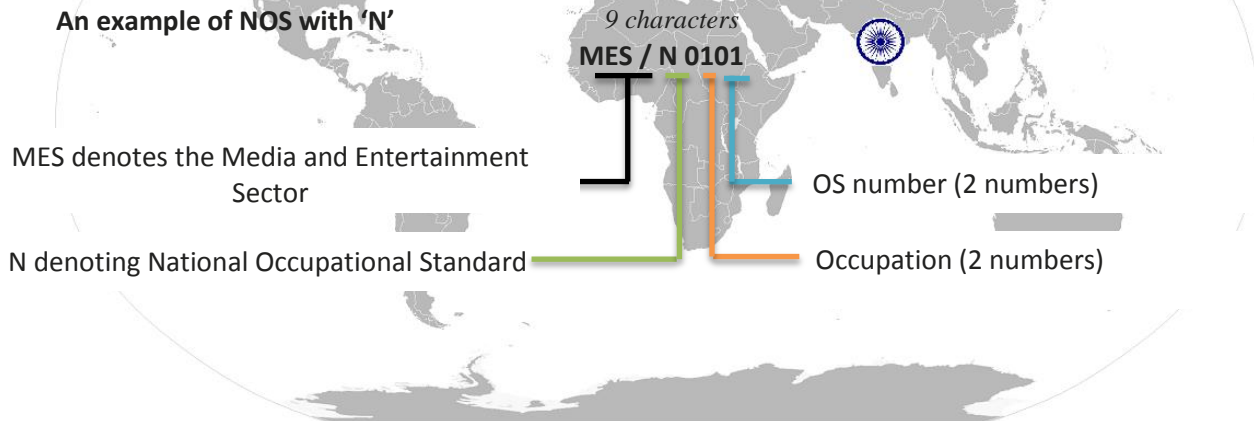 An example of NOS with ‘N’
9 characters
MES / N 0101
MES denotes the Media and Entertainment
Sector
OS number (2 numbers)
N denoting National Occupational Standard
Occupation (2 numbers)